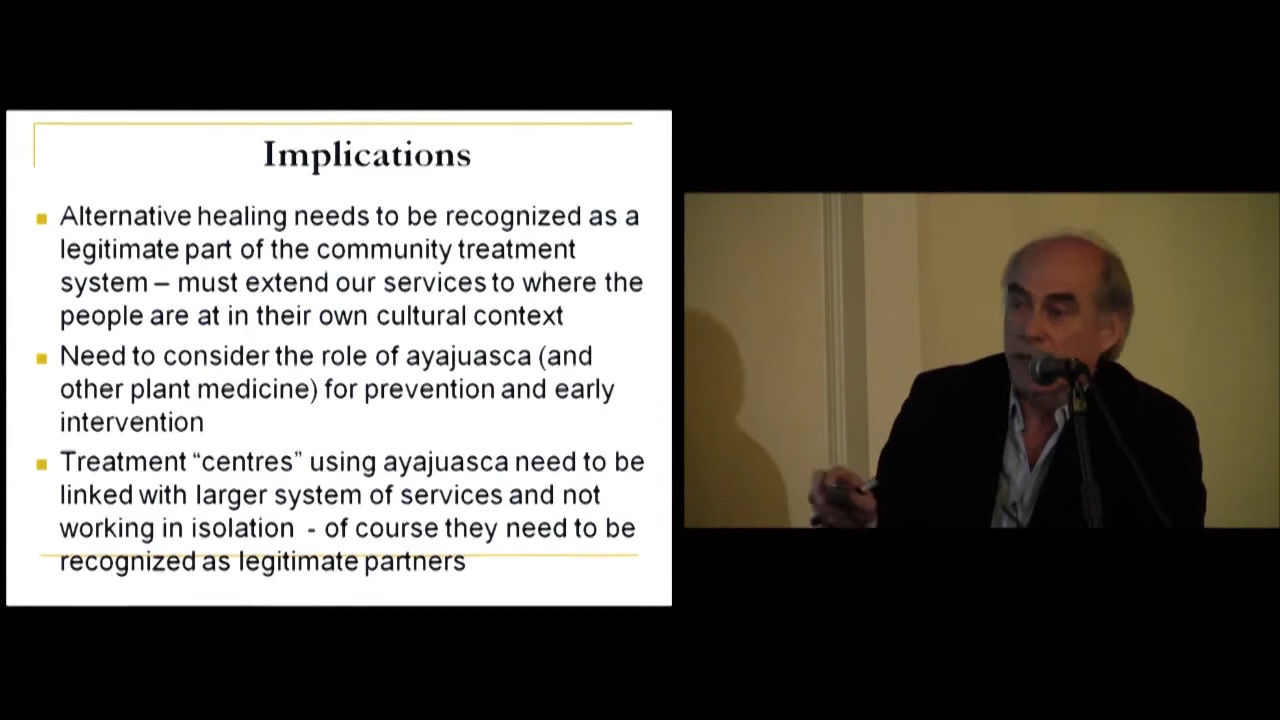 Implications
Alternative healing needs to be recognized as a
legitimate part of the community treatment
system – must extend our services to where the
people are at in their own cultural context
Need to consider the role of ayajuasca (and
other plant medicine) for prevention and early
intervention
Treatment “centres” using ayajuasca need to be
linked with larger system of services and not
working in isolation - of course they need to be
recognized as legitimate partners